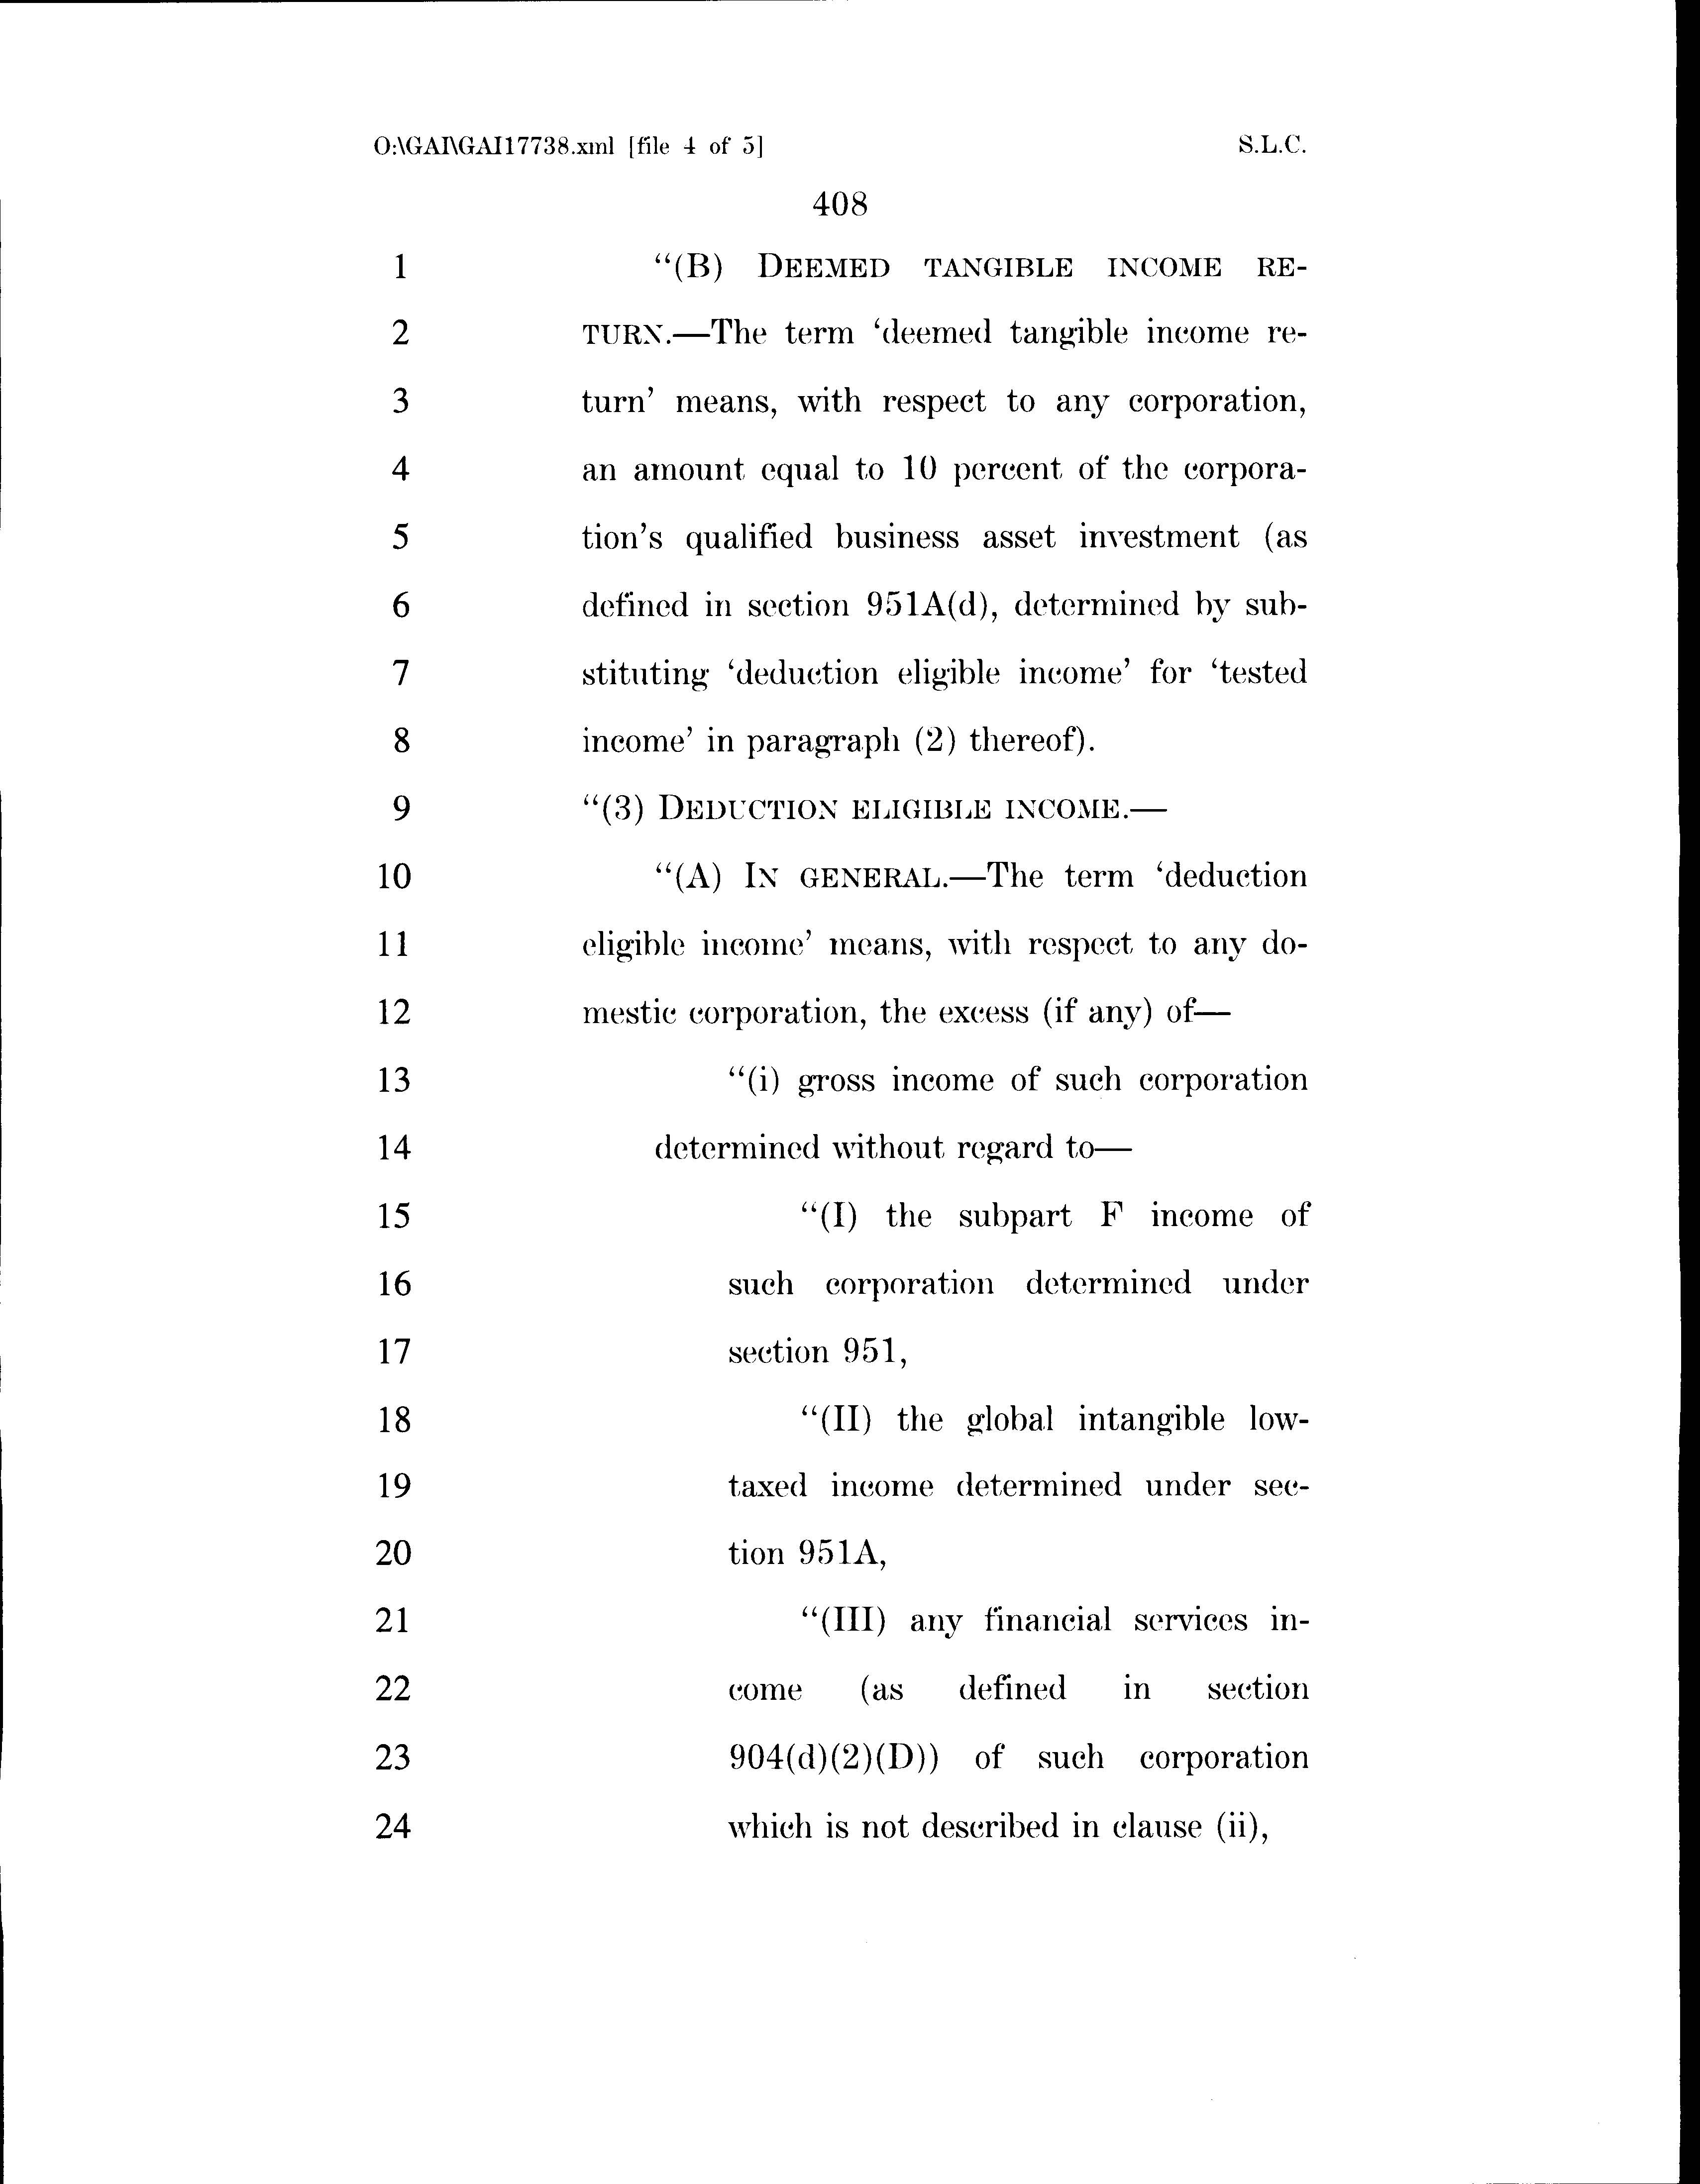 O:\GAI\GAI17738.xml [file 4 of 5] S.L.C.
408
1 “(B) DEEMED TANGIBLE INCOME RE-
2 TURN.—The term ‘deemed tangible income re-
3 turn’ means, with respect to any corporation,
4 an amount equal to 10 percent of the corpora-
5 tion’s qualified business asset investment (as
6 defined in section 951A(d), determined by sub-
7 stituting ‘deduction eligible income’ for ‘tested
8 income’ in paragraph (2) thereof).
9 “(3) DEDUCTION ELIGIBLE INCOME.—
10 “(A) IN GENERAL.—The term ‘deduction
11 eligible income’ means, with respect to any do-
12 mestic corporation, the excess (if any) of—
13 “(i) gross income of such corporation
14 determined without regard to—
15 “(I) the subpart F income of
16 such corporation determined under
17 section 951,
18 “(II) the global intangible low-
19 taxed income determined under sec-
20 tion 951A,
21 “(III) any financial services in-
22 come (as defined in section
23 904(d)(2)(D)) of such corporation
24 which is not described in clause (ii),